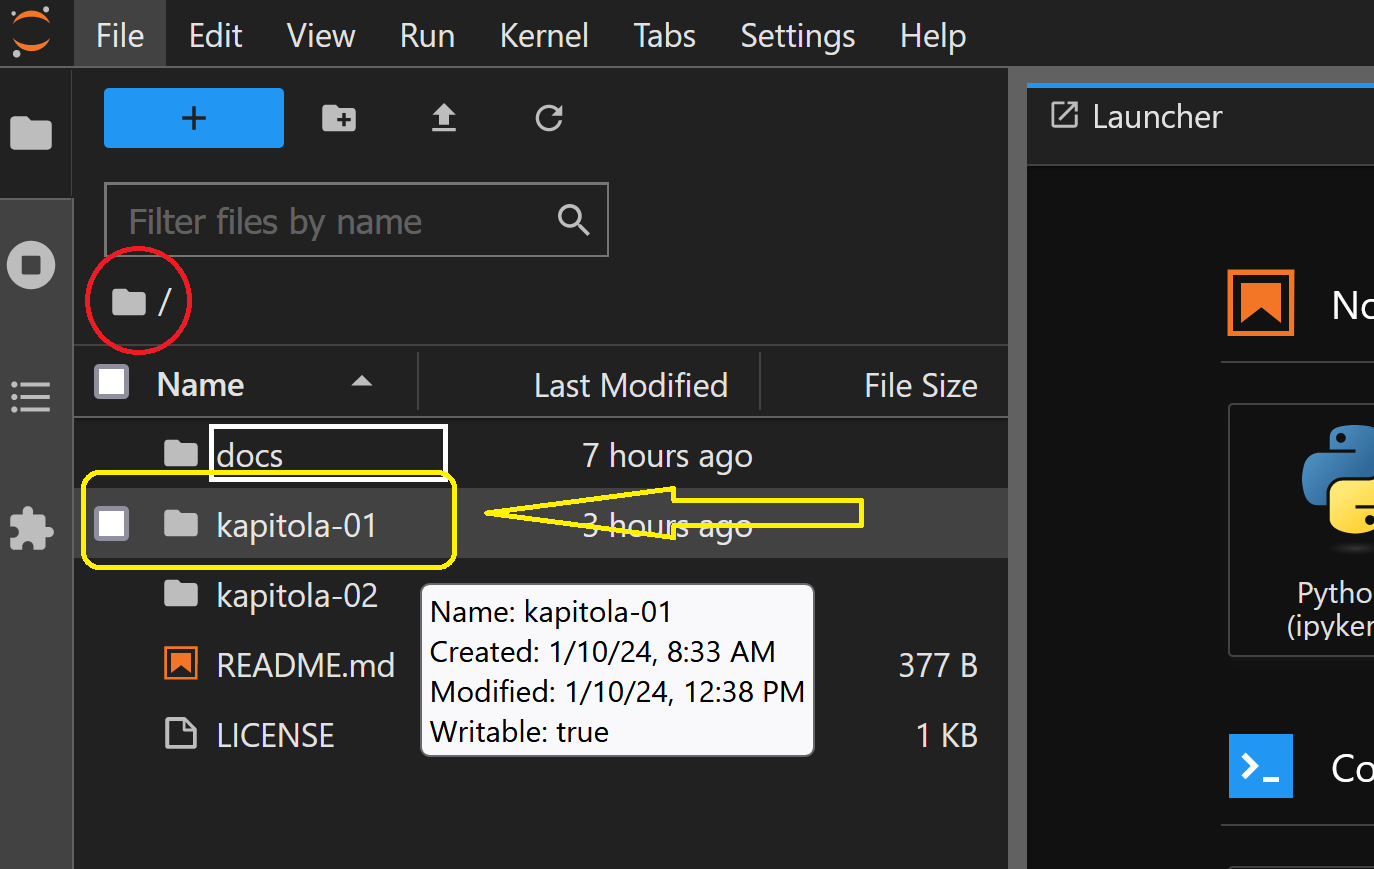 File Edit View Run Kernel Tabs Settings Help
+
Launcher
Filter files by name
/
Name Last Modified File Size
docs 7 hours ago
kapitola-01 3 hours ago
kapitola-02
Name: kapitola-01
Created: 1/10/24, 8:33 AM
Modified: 1/10/24, 12:38 PM
Writable: true
README.md 377 B
LICENSE 1 KB
No
Pytho
(ipyker
Co